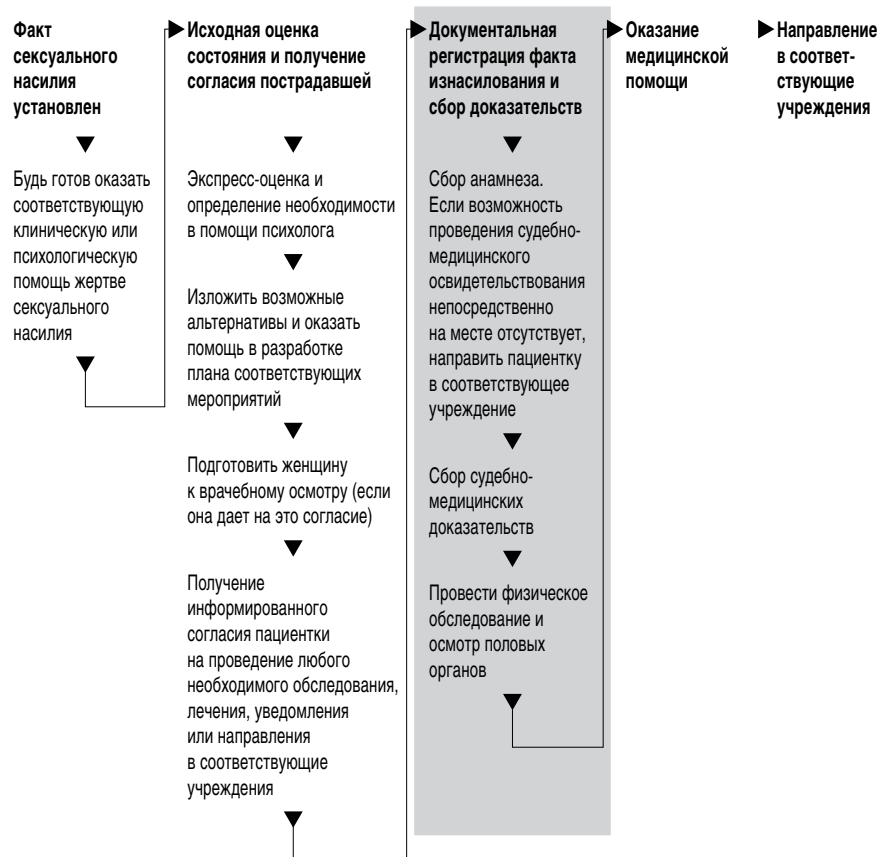 Факт
сексуального
насилия
установлен
Будь готов оказать
соответствующую
клиническую или
психологическую
помощь жертве
сексуального
насилия
Исходная оценка
состояния и получение
согласия пострадавшей
Экспресс-оценка и
определение необходимости
в помощи психолога
Изложить возможные
альтернативы и оказать
помощь в разработке
плана соответствующих
мероприятий
Подготовить женщину
к врачебному осмотру (если
она дает на это согласие)
Получение
информированного
согласия пациентки
на проведение любого
необходимого обследования,
лечения, уведомления
или направления
в соответствующие
учреждения
Документальная
регистрация факта
изнасилования и
сбор доказательств
Сбор анамнеза.
Если возможность
проведения судебно-
медицинского
освидетельствования
непосредственно
на месте отсутствует,
направить пациентку
в соответствующее
учреждение
Сбор судебно-
медицинских
доказательств
Провести физическое
обследование и
осмотр половых
органов
Оказание
медицинской
помощи
Направление
в соответ-
ствующие
учреждения